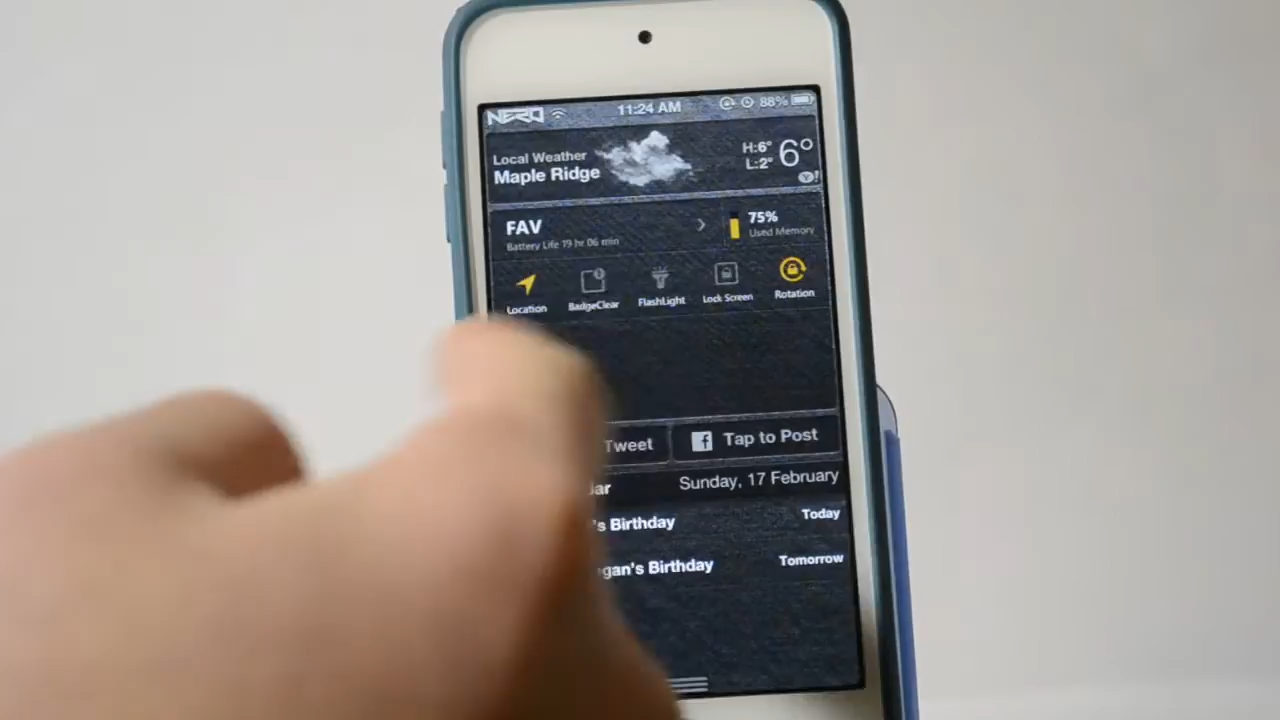 NERO 11:24 AM 88%
Local Weather
Maple Ridge
H:6°
L:2°
6°
Y!
FAV
Battery Life 19 hr 06 min
75%
Used Memory
Location BadgeClear FlashLight Lock Screen Rotation
Tweet f Tap to Post
dar Sunday, 17 February
's Birthday Today
gan's Birthday Tomorrow